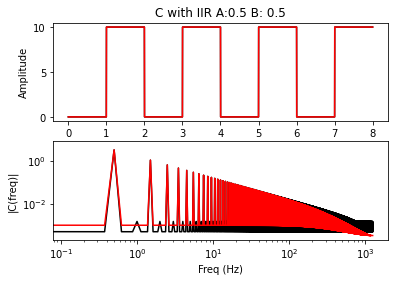 C with IIR A:0.5 B: 0.5
10
5
0
Amplitude
0 1 2 3 4 5 6 7 8
10⁰
10⁻²
|C(freq)|
10⁻¹ 10⁰ 10¹ 10² 10³
Freq (Hz)